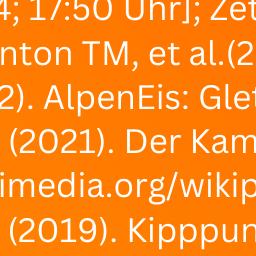 4; 17:50 Uhr]; Zet
nton TM, et al.(2
2). AlpenEis: Glet
(2021). Der Kam
imedia.org/wikip
(2019). Kipppun